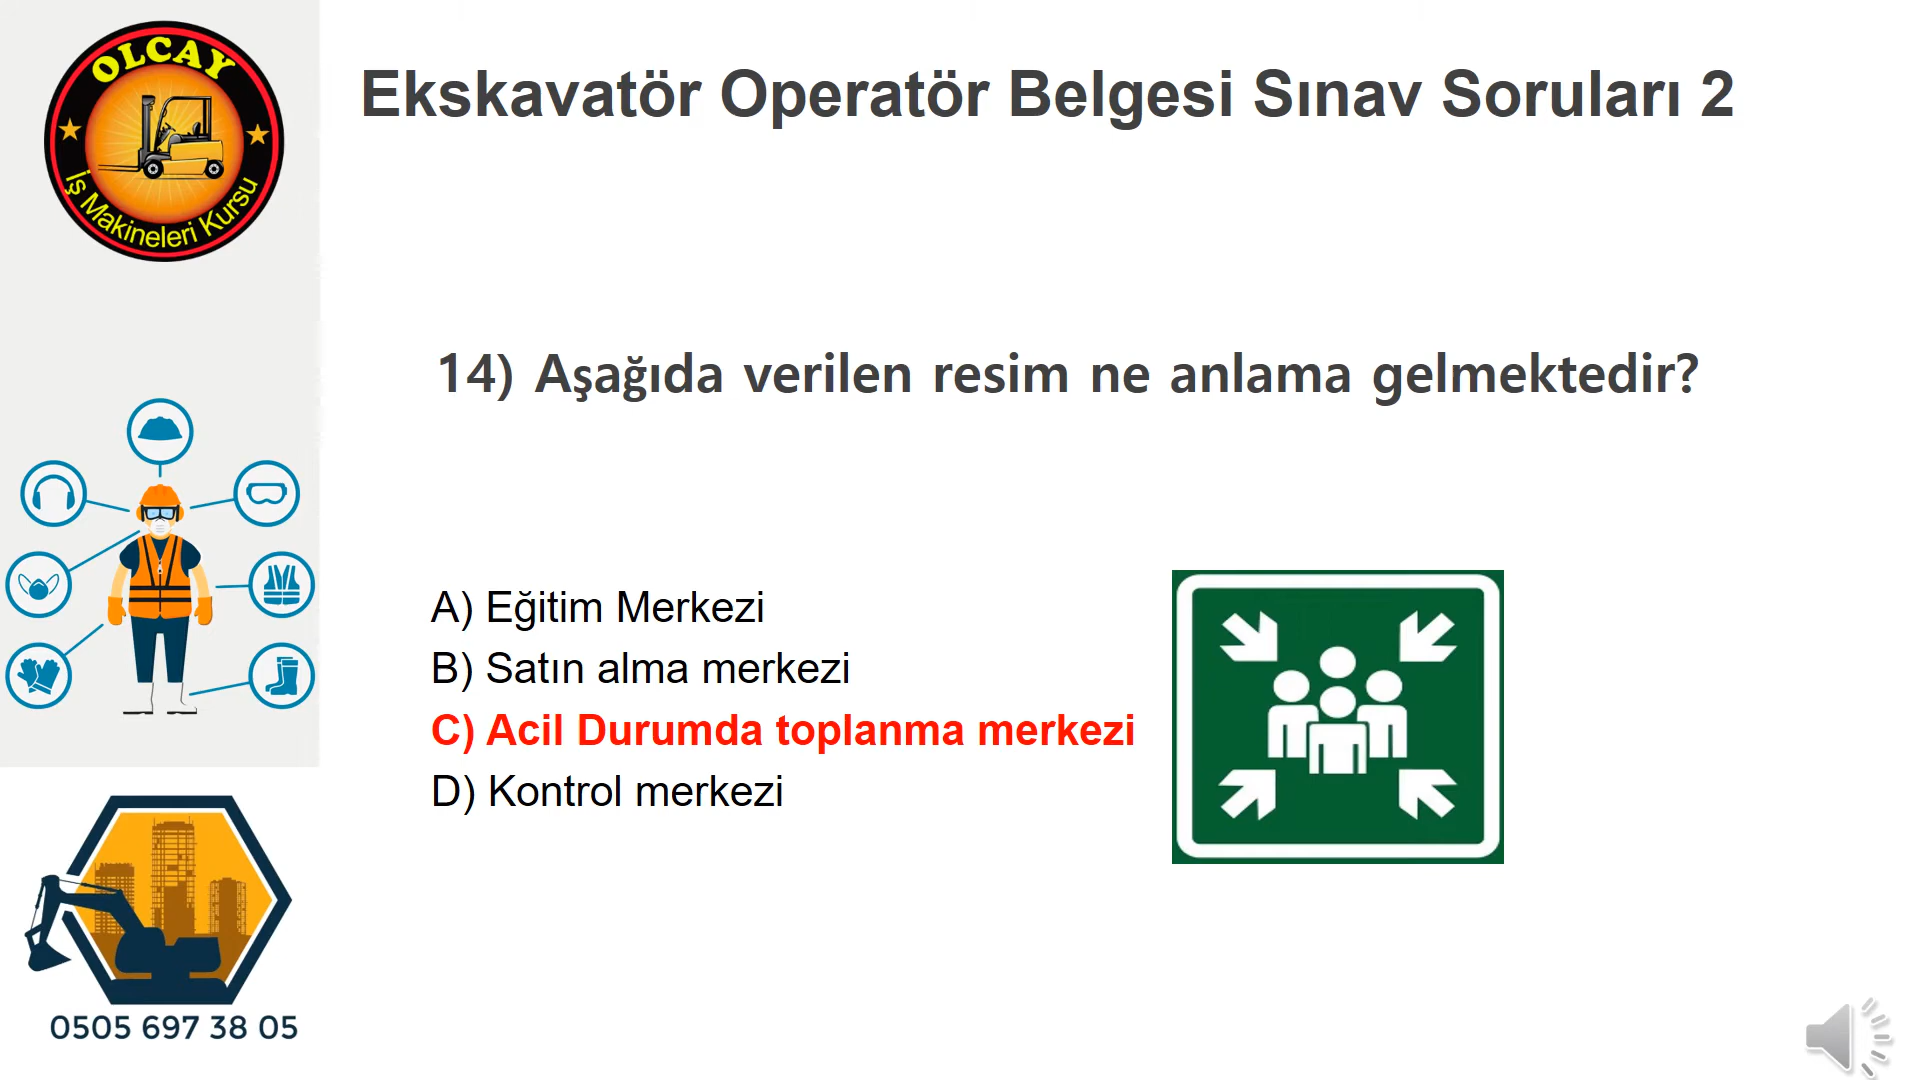 OLCAY
İş Makineleri Kursu
Ekskavatör Operatör Belgesi Sınav Soruları 2
14) Aşağıda verilen resim ne anlama gelmektedir?
A) Eğitim Merkezi
B) Satın alma merkezi
C) Acil Durumda toplanma merkezi
D) Kontrol merkezi
0505 697 38 05